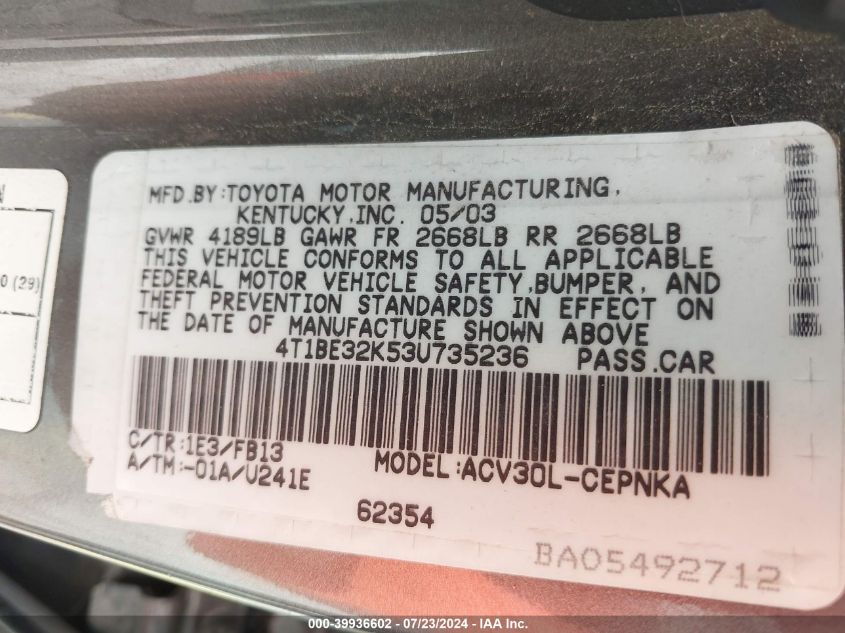 N
0 (29)
MFD.BY:TOYOTA MOTOR MANUFACTURING,
KENTUCKY,INC. 05/03
GVWR 4189LB GAWR FR 2668LB RR 2668LB
THIS VEHICLE CONFORMS TO ALL APPLICABLE
FEDERAL MOTOR VEHICLE SAFETY,BUMPER, AND
THEFT PREVENTION STANDARDS IN EFFECT ON
THE DATE OF MANUFACTURE SHOWN ABOVE
4T1BE32K53U735236 PASS.CAR
C/TR:1E3/FB13
A/TM:-01A/U241E
MODEL:ACV30L-CEPNKA
62354
BA05492712
000-39936602 - 07/23/2024 - IAA Inc.